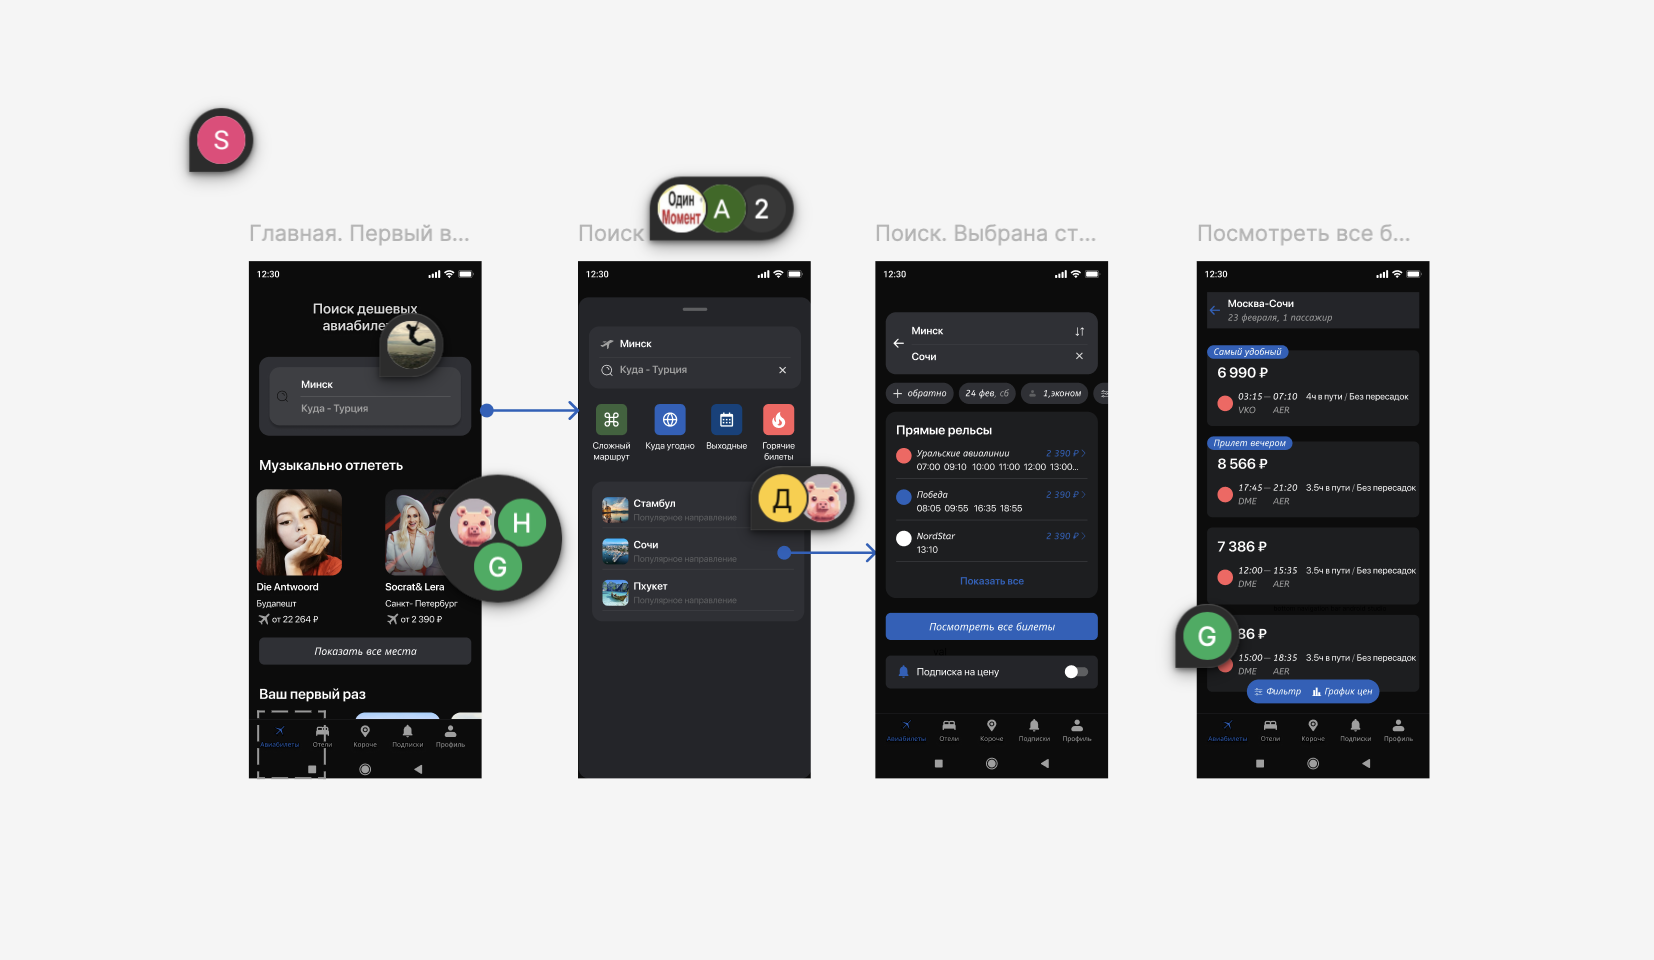 S
Один
Момент
A
2
Главная. Первый в...
12:30
Поиск дешевых
Минск
Куда - Турция
Музыкально отлететь
Die Antwoord
Будапешт
от 22 264 ₽
Socrat& Lera
Санкт- Петербург
от 2 390 ₽
H
G
Показать все места
Ваш первый раз
Авиабилеты
Отели
Короче
Подписки
Профиль
Поиск
12:30
Минск
Куда - Турция
Сложный
маршрут
Куда угодно
Выходные
Горячие
билеты
Стамбул
Популярное направление
Д
Сочи
Популярное направление
Пхукет
Популярное направление
Поиск. Выбрана ст...
12:30
Минск
Сочи
обратно
24 фев, сб
1,эконом
Прямые рельсы
Уральские авиалинии
2 390 ₽
07:00 09:10 10:00 11:00 12:00 13:00...
Победа
2 390 ₽
08:05 09:55 16:35 18:55
NordStar
2 390 ₽
13:10
Показать все
Посмотреть все билеты
Подписка на цену
Авиабилеты
Отели
Короче
Подписки
Профиль
Посмотреть все б...
12:30
Москва-Сочи
23 февраля, 1 пассажир
Самый удобный
6 990 ₽
03:15 — 07:10 4ч в пути / Без пересадок
VKO AER
Прилет вечером
8 566 ₽
17:45 — 21:20 3.5ч в пути / Без пересадок
DME AER
7 386 ₽
12:00 — 15:35 3.5ч в пути / Без пересадок
DME AER
G
86 ₽
15:00 — 18:35 3.5ч в пути / Без пересадок
DME AER
Фильтр
График цен
Авиабилеты
Отели
Короче
Подписки
Профиль